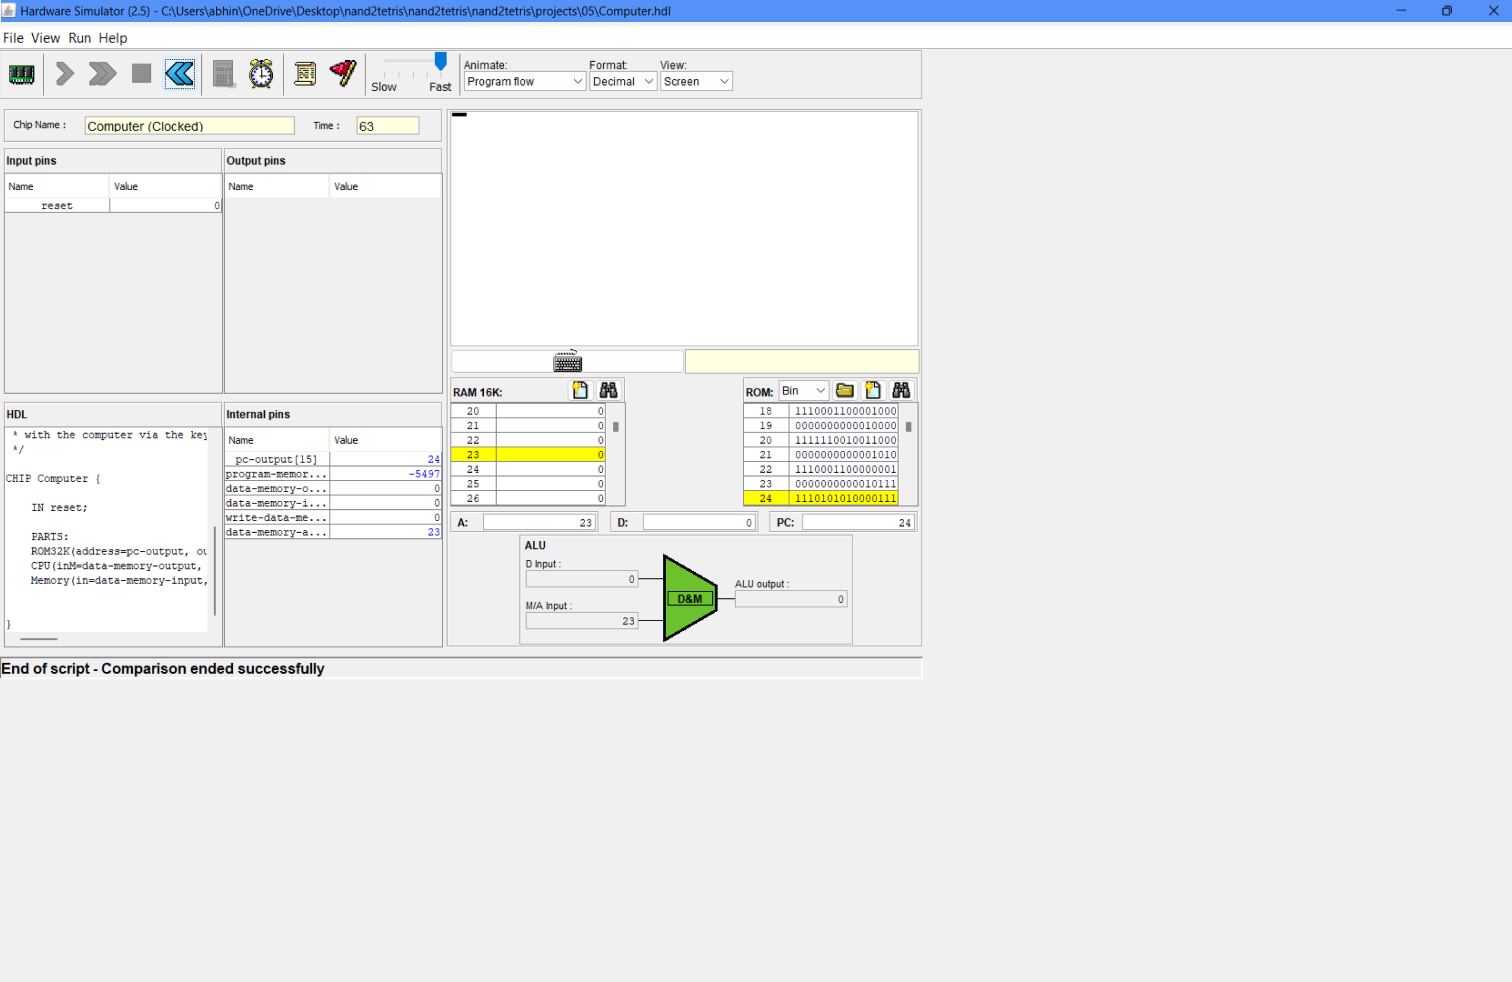 Hardware Simulator (2.5) - C:\Users\abhin\OneDrive\Desktop\nand2tetris\nand2tetris\nand2tetris\projects\05\Computer.hdl
File View Run Help
Slow Fast
Animate: Format: View:
Program flow Decimal Screen
Chip Name : Computer (Clocked) Time : 63
Input pins
Name Value
reset 0
Output pins
Name Value
HDL
* with the computer via the key
*/
CHIP Computer {
IN reset;
PARTS:
ROM32K(address=pc-output, ou
CPU(inM=data-memory-output,
Memory(in=data-memory-input,
}
Internal pins
Name Value
pc-output[15] 24
program-memor... -5497
data-memory-o... 0
data-memory-i... 0
write-data-me... 0
data-memory-a... 23
RAM 16K:
20 0
21 0
22 0
23 0
24 0
25 0
26 0
ROM: Bin
18 1110001100001000
19 0000000000010000
20 1111110010011000
21 0000000000001010
22 1110001100000001
23 0000000000010111
24 1110101010000111
A: 23 D: 0 PC: 24
ALU
D Input :
0
M/A Input :
23
D&M
ALU output :
0
End of script - Comparison ended successfully